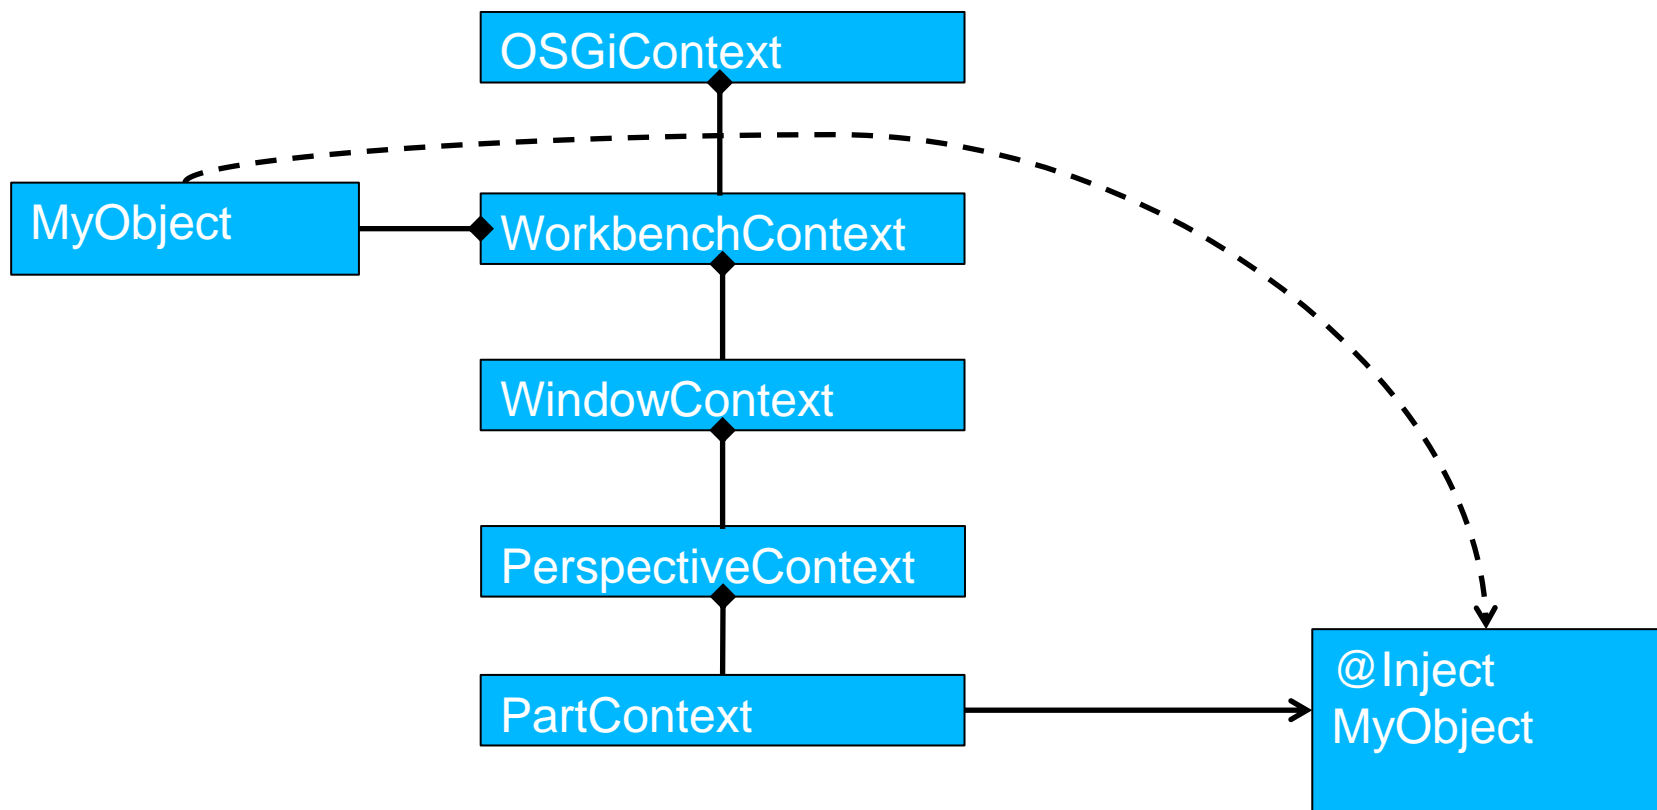 OSGiContext
MyObject
WorkbenchContext
WindowContext
PerspectiveContext
PartContext
@Inject
MyObject